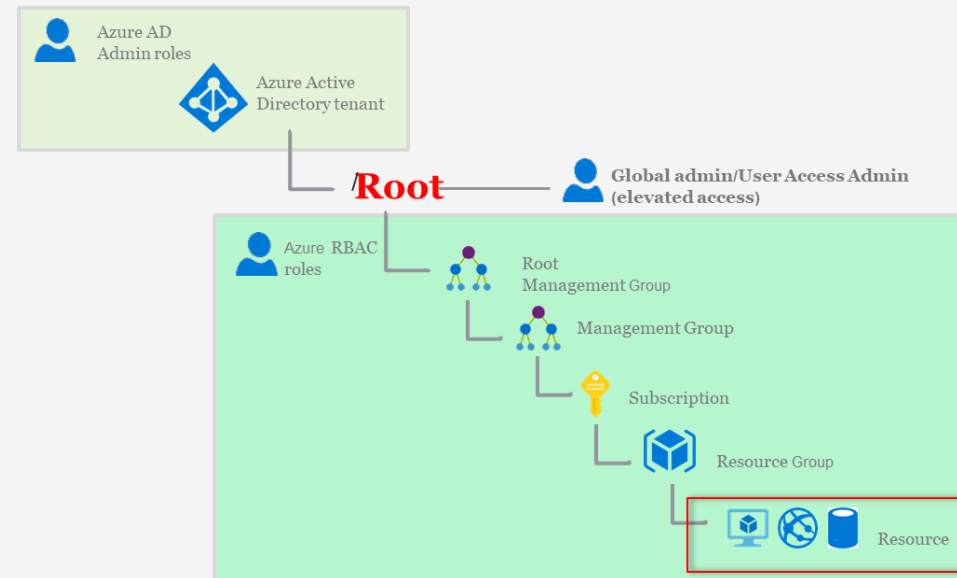 Azure AD
Admin roles
Azure Active
Directory tenant
/Root
Global admin/User Access Admin
(elevated access)
Azure RBAC
roles
Root
Management Group
Management Group
Subscription
Resource Group
Resource